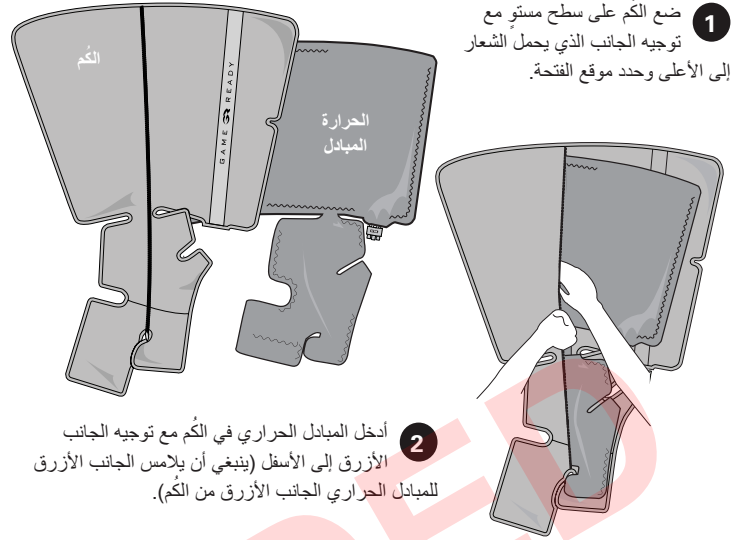 ضع الكُم على سطح مستوٍ مع
توجيه الجانب الذي يحمل الشعار
إلى الأعلى وحدد موقع الفتحة.
1
الكُم
GAME READY
الحرارة
المبادل
2
أدخل المبادل الحراري في الكُم مع توجيه الجانب
الأزرق إلى الأسفل (ينبغي أن يلامس الجانب الأزرق
للمبادل الحراري الجانب الأزرق من الكُم).